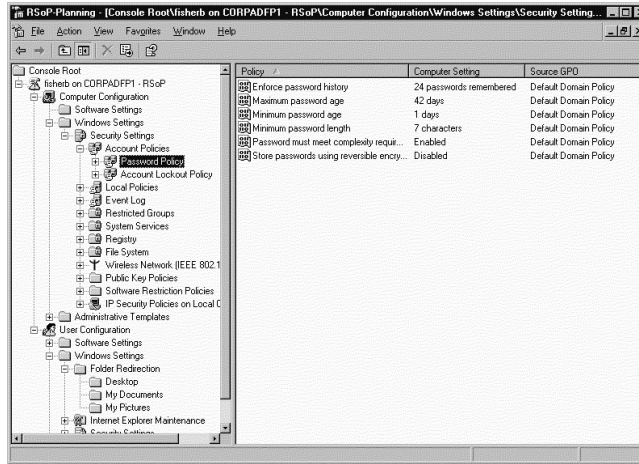 RSoP-Planning - [Console Root\fisherb on CORPADFP1 - RSoP\Computer Configuration\Windows Settings\Security Setting...
File Action View Favorites Window Help
Console Root
fisherb on CORPADFP1 - RSoP
Computer Configuration
Software Settings
Windows Settings
Security Settings
Account Policies
Password Policy
Account Lockout Policy
Local Policies
Event Log
Restricted Groups
System Services
Registry
File System
Wireless Network (IEEE 802.1
Public Key Policies
Software Restriction Policies
IP Security Policies on Local C
Administrative Templates
User Configuration
Software Settings
Windows Settings
Folder Redirection
Desktop
My Documents
My Pictures
Internet Explorer Maintenance
Security Settings
Policy Computer Setting Source GPO
Enforce password history 24 passwords remembered Default Domain Policy
Maximum password age 42 days Default Domain Policy
Minimum password age 1 days Default Domain Policy
Minimum password length 7 characters Default Domain Policy
Password must meet complexity requir... Enabled Default Domain Policy
Store passwords using reversible encry... Disabled Default Domain Policy